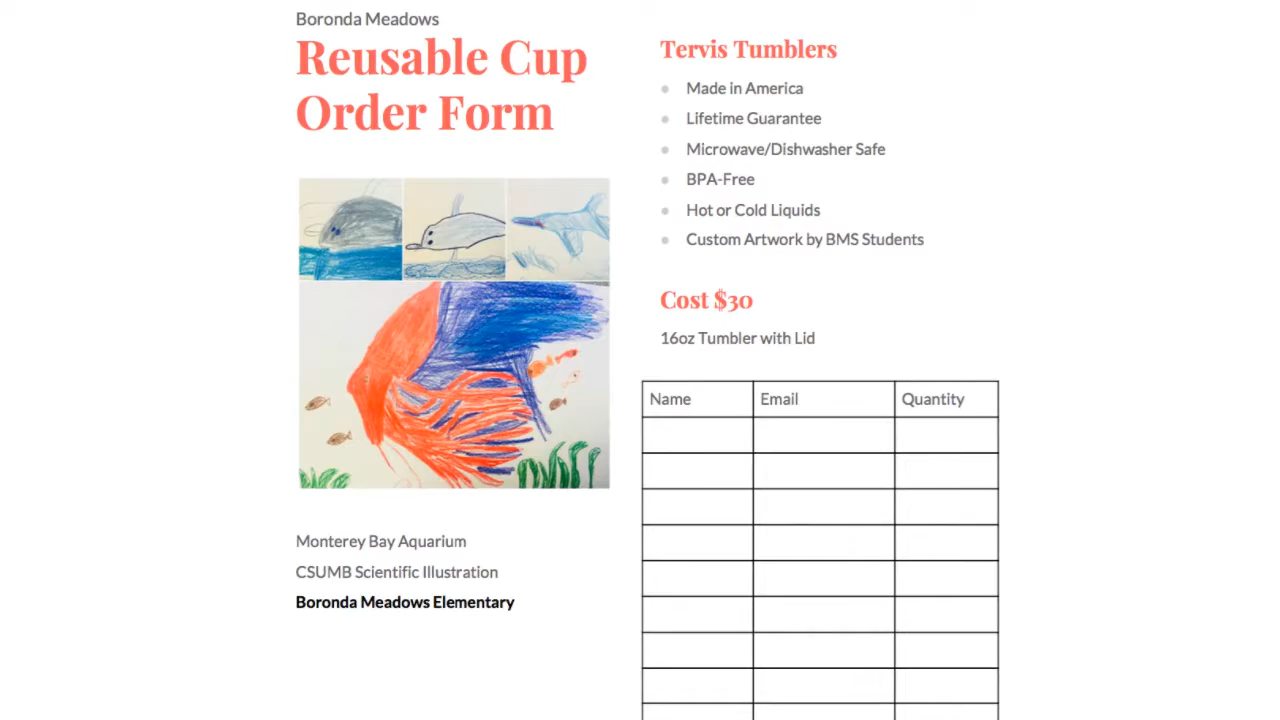 Boronda Meadows
Reusable Cup
Order Form
Monterey Bay Aquarium
CSUMB Scientific Illustration
Boronda Meadows Elementary
Tervis Tumblers
Made in America
Lifetime Guarantee
Microwave/Dishwasher Safe
BPA-Free
Hot or Cold Liquids
Custom Artwork by BMS Students
Cost $30
16oz Tumbler with Lid
Name Email Quantity